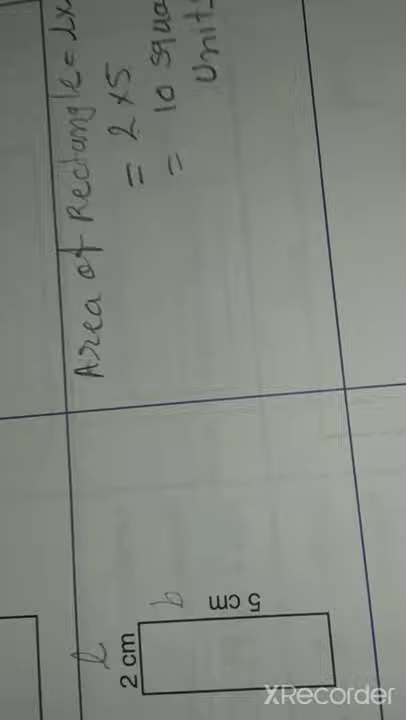 Area of Rectangle = l x
= 2 x 5
= 10 squa
Unit
l
2 cm
b
5 cm
XRecorder